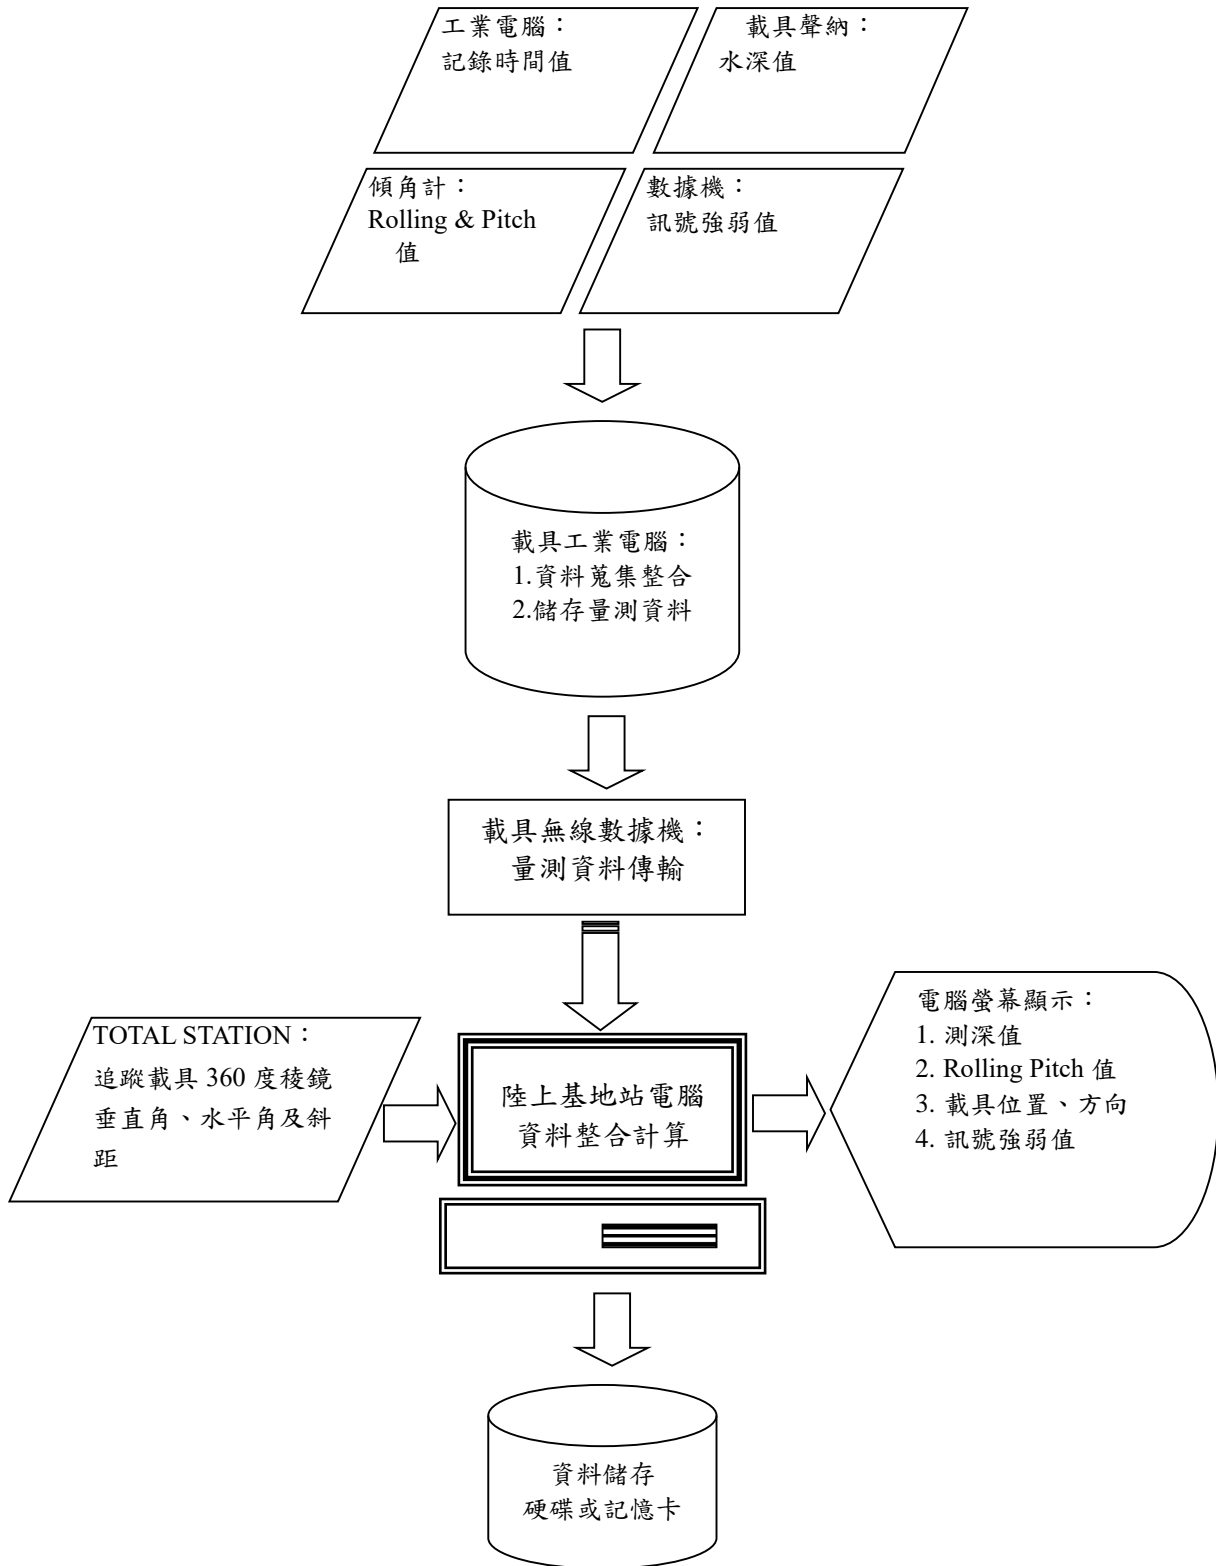 工業電腦：
記錄時間值
載具聲納：
水深值
傾角計：
Rolling & Pitch
值
數據機：
訊號強弱值
載具工業電腦：
1.資料蒐集整合
2.儲存量測資料
載具無線數據機：
量測資料傳輸
TOTAL STATION：
追蹤載具 360 度稜鏡
垂直角、水平角及斜
距
陸上基地站電腦
資料整合計算
電腦螢幕顯示：
1. 測深值
2. Rolling Pitch 值
3. 載具位置、方向
4. 訊號強弱值
資料儲存
硬碟或記憶卡